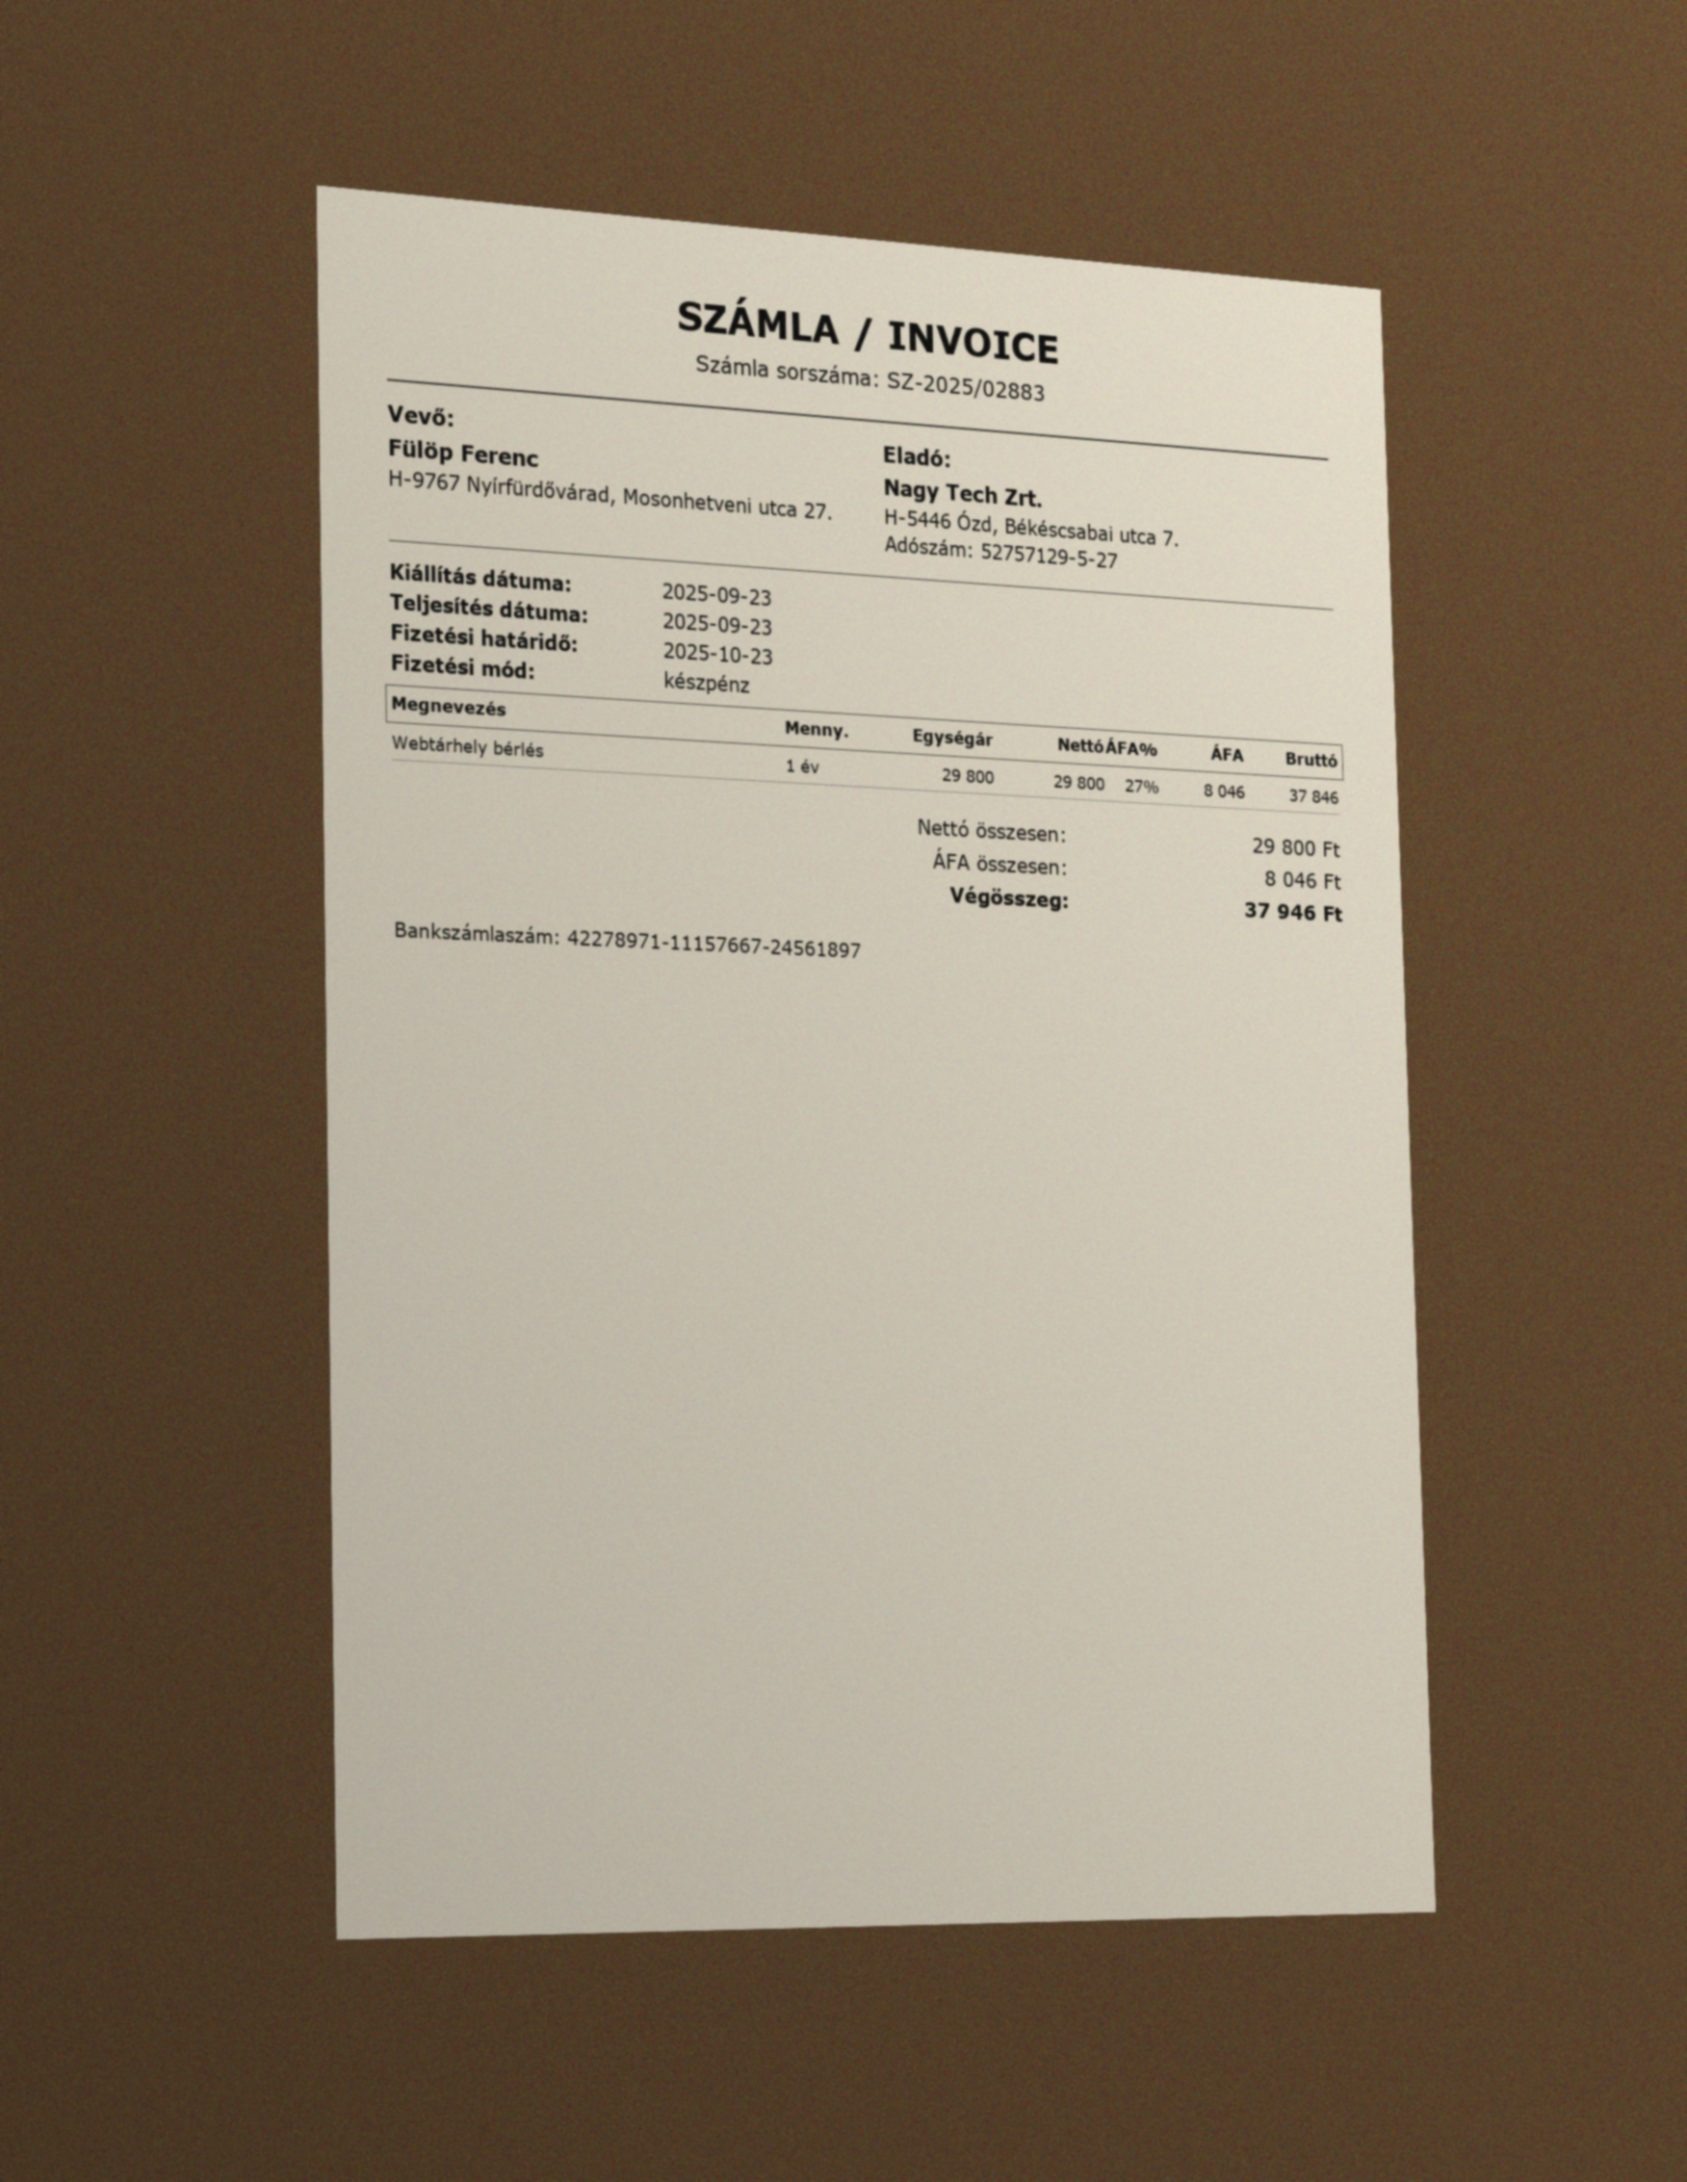 SZÁMLA / INVOICE
Számla sorszáma: SZ-2025/02883
Vevő:
Fülöp Ferenc
H-9767 Nyírfürdővárad, Mosonhetveni utca 27.
Eladó:
Nagy Tech Zrt.
H-5446 Ózd, Békéscsabai utca 7.
Adószám: 52757129-5-27
Kiállítás dátuma: 2025-09-23
Teljesítés dátuma: 2025-09-23
Fizetési határidő: 2025-10-23
Fizetési mód: készpénz
Megnevezés Menny. Egységár Nettó ÁFA% ÁFA Bruttó
Webtárhely bérlés 1 év 29 800 29 800 27% 8 046 37 846
Nettó összesen: 29 800 Ft
ÁFA összesen: 8 046 Ft
Végösszeg: 37 946 Ft
Bankszámlaszám: 42278971-11157667-24561897